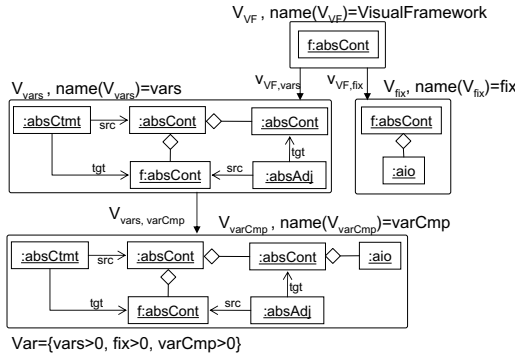 V_VF , name(V_VF)=VisualFramework
f:absCont
V_vars , name(V_vars)=vars
v_VF,vars
v_VF,fix
V_fix, name(V_fix)=fix
:absCtmt
src
:absCont
:absCont
f:absCont
tgt
tgt
f:absCont
src
:absAdj
:aio
V_vars, varCmp
V_varCmp , name(V_varCmp)=varCmp
:absCtmt
src
:absCont
:absCont
:aio
tgt
tgt
f:absCont
src
:absAdj
Var={vars>0, fix>0, varCmp>0}